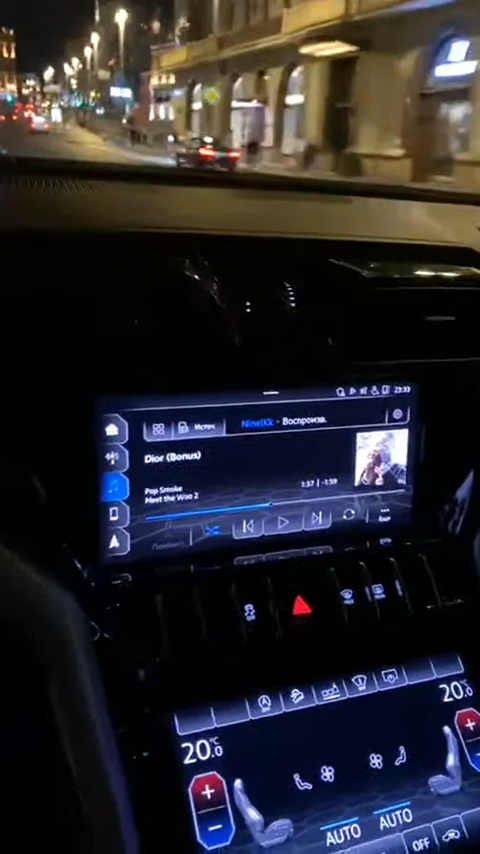 23:33
Источ.
NineIKk • Воспроизв.
Dior (Bonus)
Pop Smoke
Meet the Woo 2
1:37 | -1:59
20.0 °C
20.0 °C
AUTO
AUTO
OFF